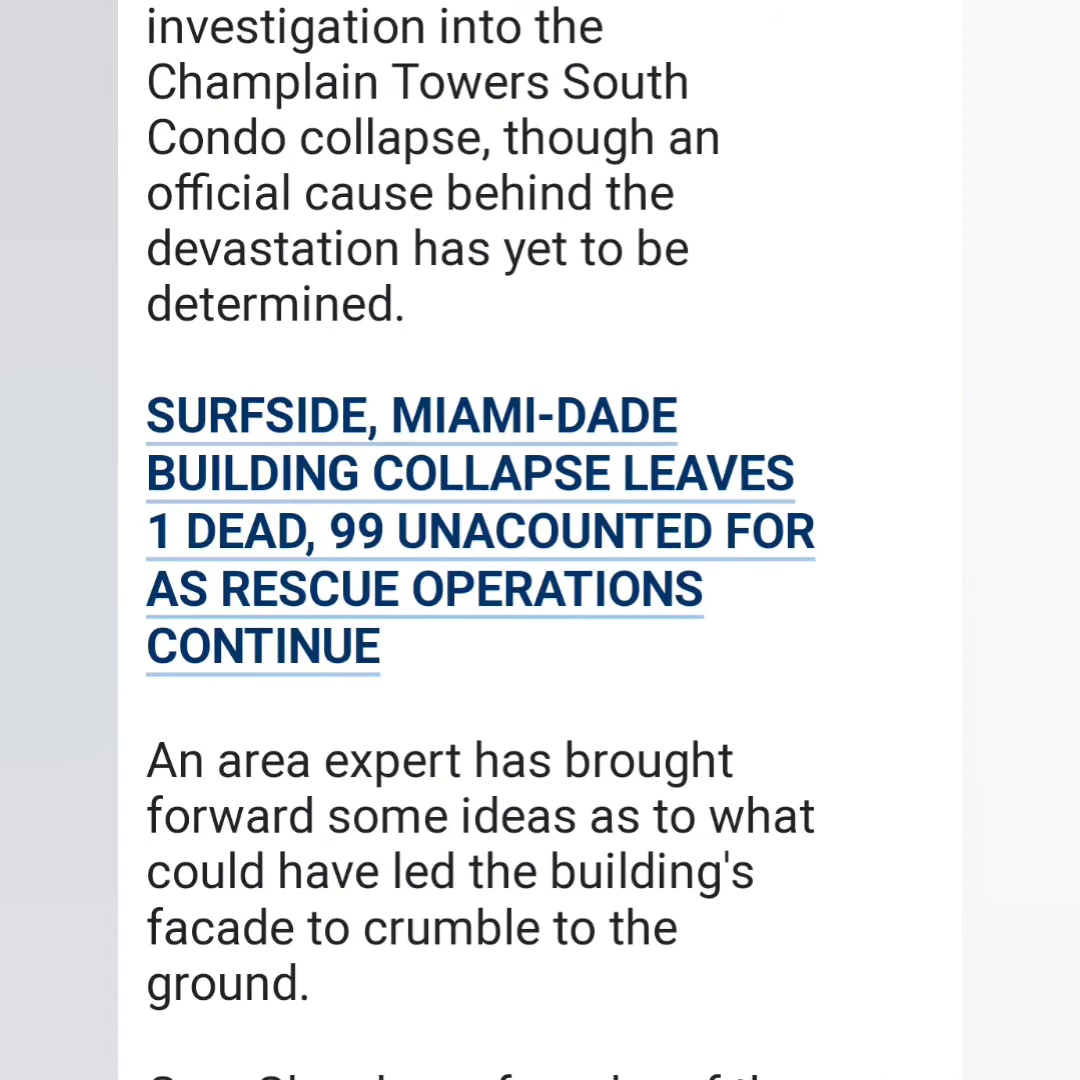 investigation into the
Champlain Towers South
Condo collapse, though an
official cause behind the
devastation has yet to be
determined.
SURFSIDE, MIAMI-DADE
BUILDING COLLAPSE LEAVES
1 DEAD, 99 UNACOUNTED FOR
AS RESCUE OPERATIONS
CONTINUE
An area expert has brought
forward some ideas as to what
could have led the building's
facade to crumble to the
ground.